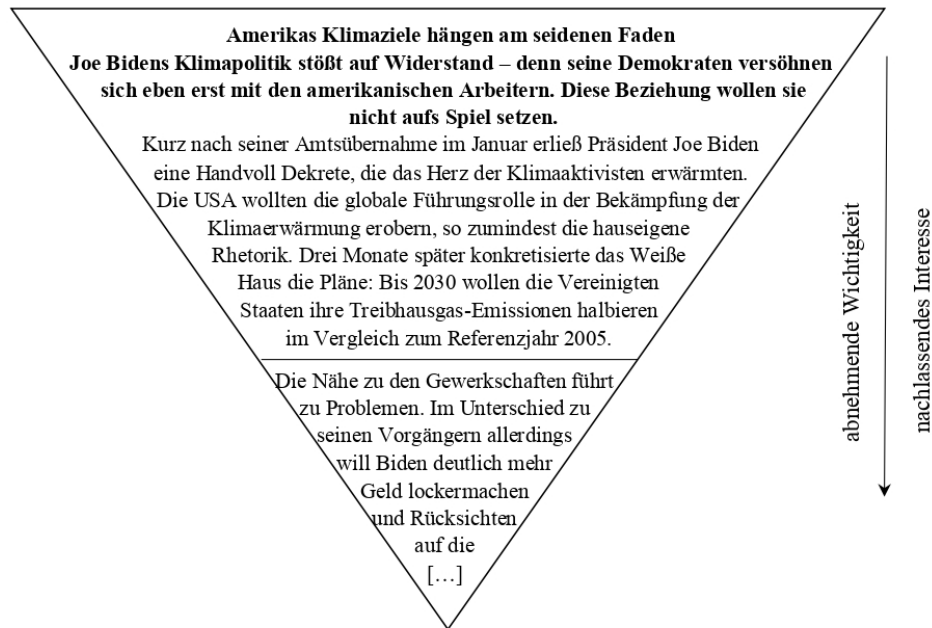 Amerikas Klimaziele hängen am seidenen Faden
Joe Bidens Klimapolitik stößt auf Widerstand – denn seine Demokraten versöhnen
sich eben erst mit den amerikanischen Arbeitern. Diese Beziehung wollen sie
nicht aufs Spiel setzen.
Kurz nach seiner Amtsübernahme im Januar erließ Präsident Joe Biden
eine Handvoll Dekrete, die das Herz der Klimaaktivisten erwärmten.
Die USA wollten die globale Führungsrolle in der Bekämpfung der
Klimaerwärmung erobern, so zumindest die hauseigene
Rhetorik. Drei Monate später konkretisierte das Weiße
Haus die Pläne: Bis 2030 wollen die Vereinigten
Staaten ihre Treibhausgas-Emissionen halbieren
im Vergleich zum Referenzjahr 2005.
Die Nähe zu den Gewerkschaften führt
zu Problemen. Im Unterschied zu
seinen Vorgängern allerdings
will Biden deutlich mehr
Geld lockermachen
und Rücksichten
auf die
[…]
abnehmende Wichtigkeit
nachlassendes Interesse